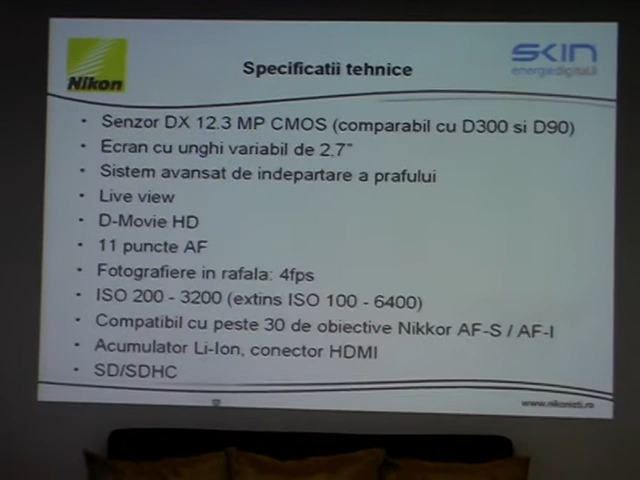 Nikon
SKIN
energiedigitală
Specificatii tehnice
• Senzor DX 12.3 MP CMOS (comparabil cu D300 si D90)
• Ecran cu unghi variabil de 2.7"
• Sistem avansat de indepartare a prafului
• Live view
• D-Movie HD
• 11 puncte AF
• Fotografiere in rafala: 4fps
• ISO 200 - 3200 (extins ISO 100 - 6400)
• Compatibil cu peste 30 de obiective Nikkor AF-S / AF-I
• Acumulator Li-Ion, conector HDMI
• SD/SDHC
www.nikonisti.ro